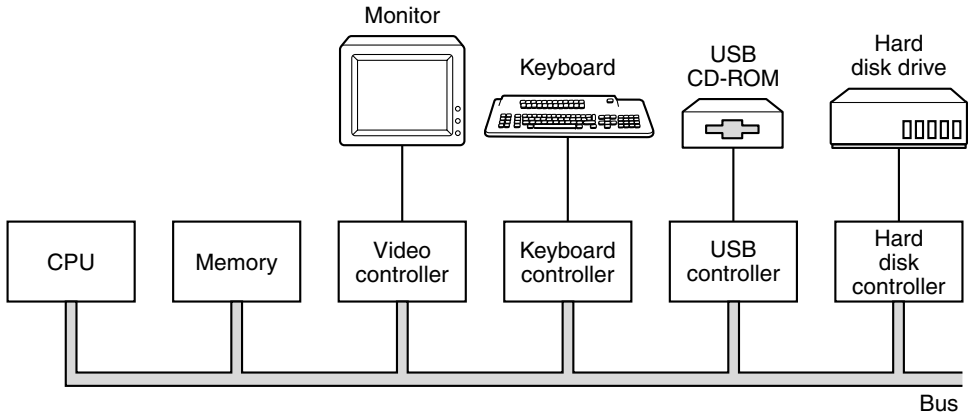 Monitor
Keyboard
USB
CD-ROM
Hard
disk drive
CPU
Memory
Video
controller
Keyboard
controller
USB
controller
Hard
disk
controller
Bus